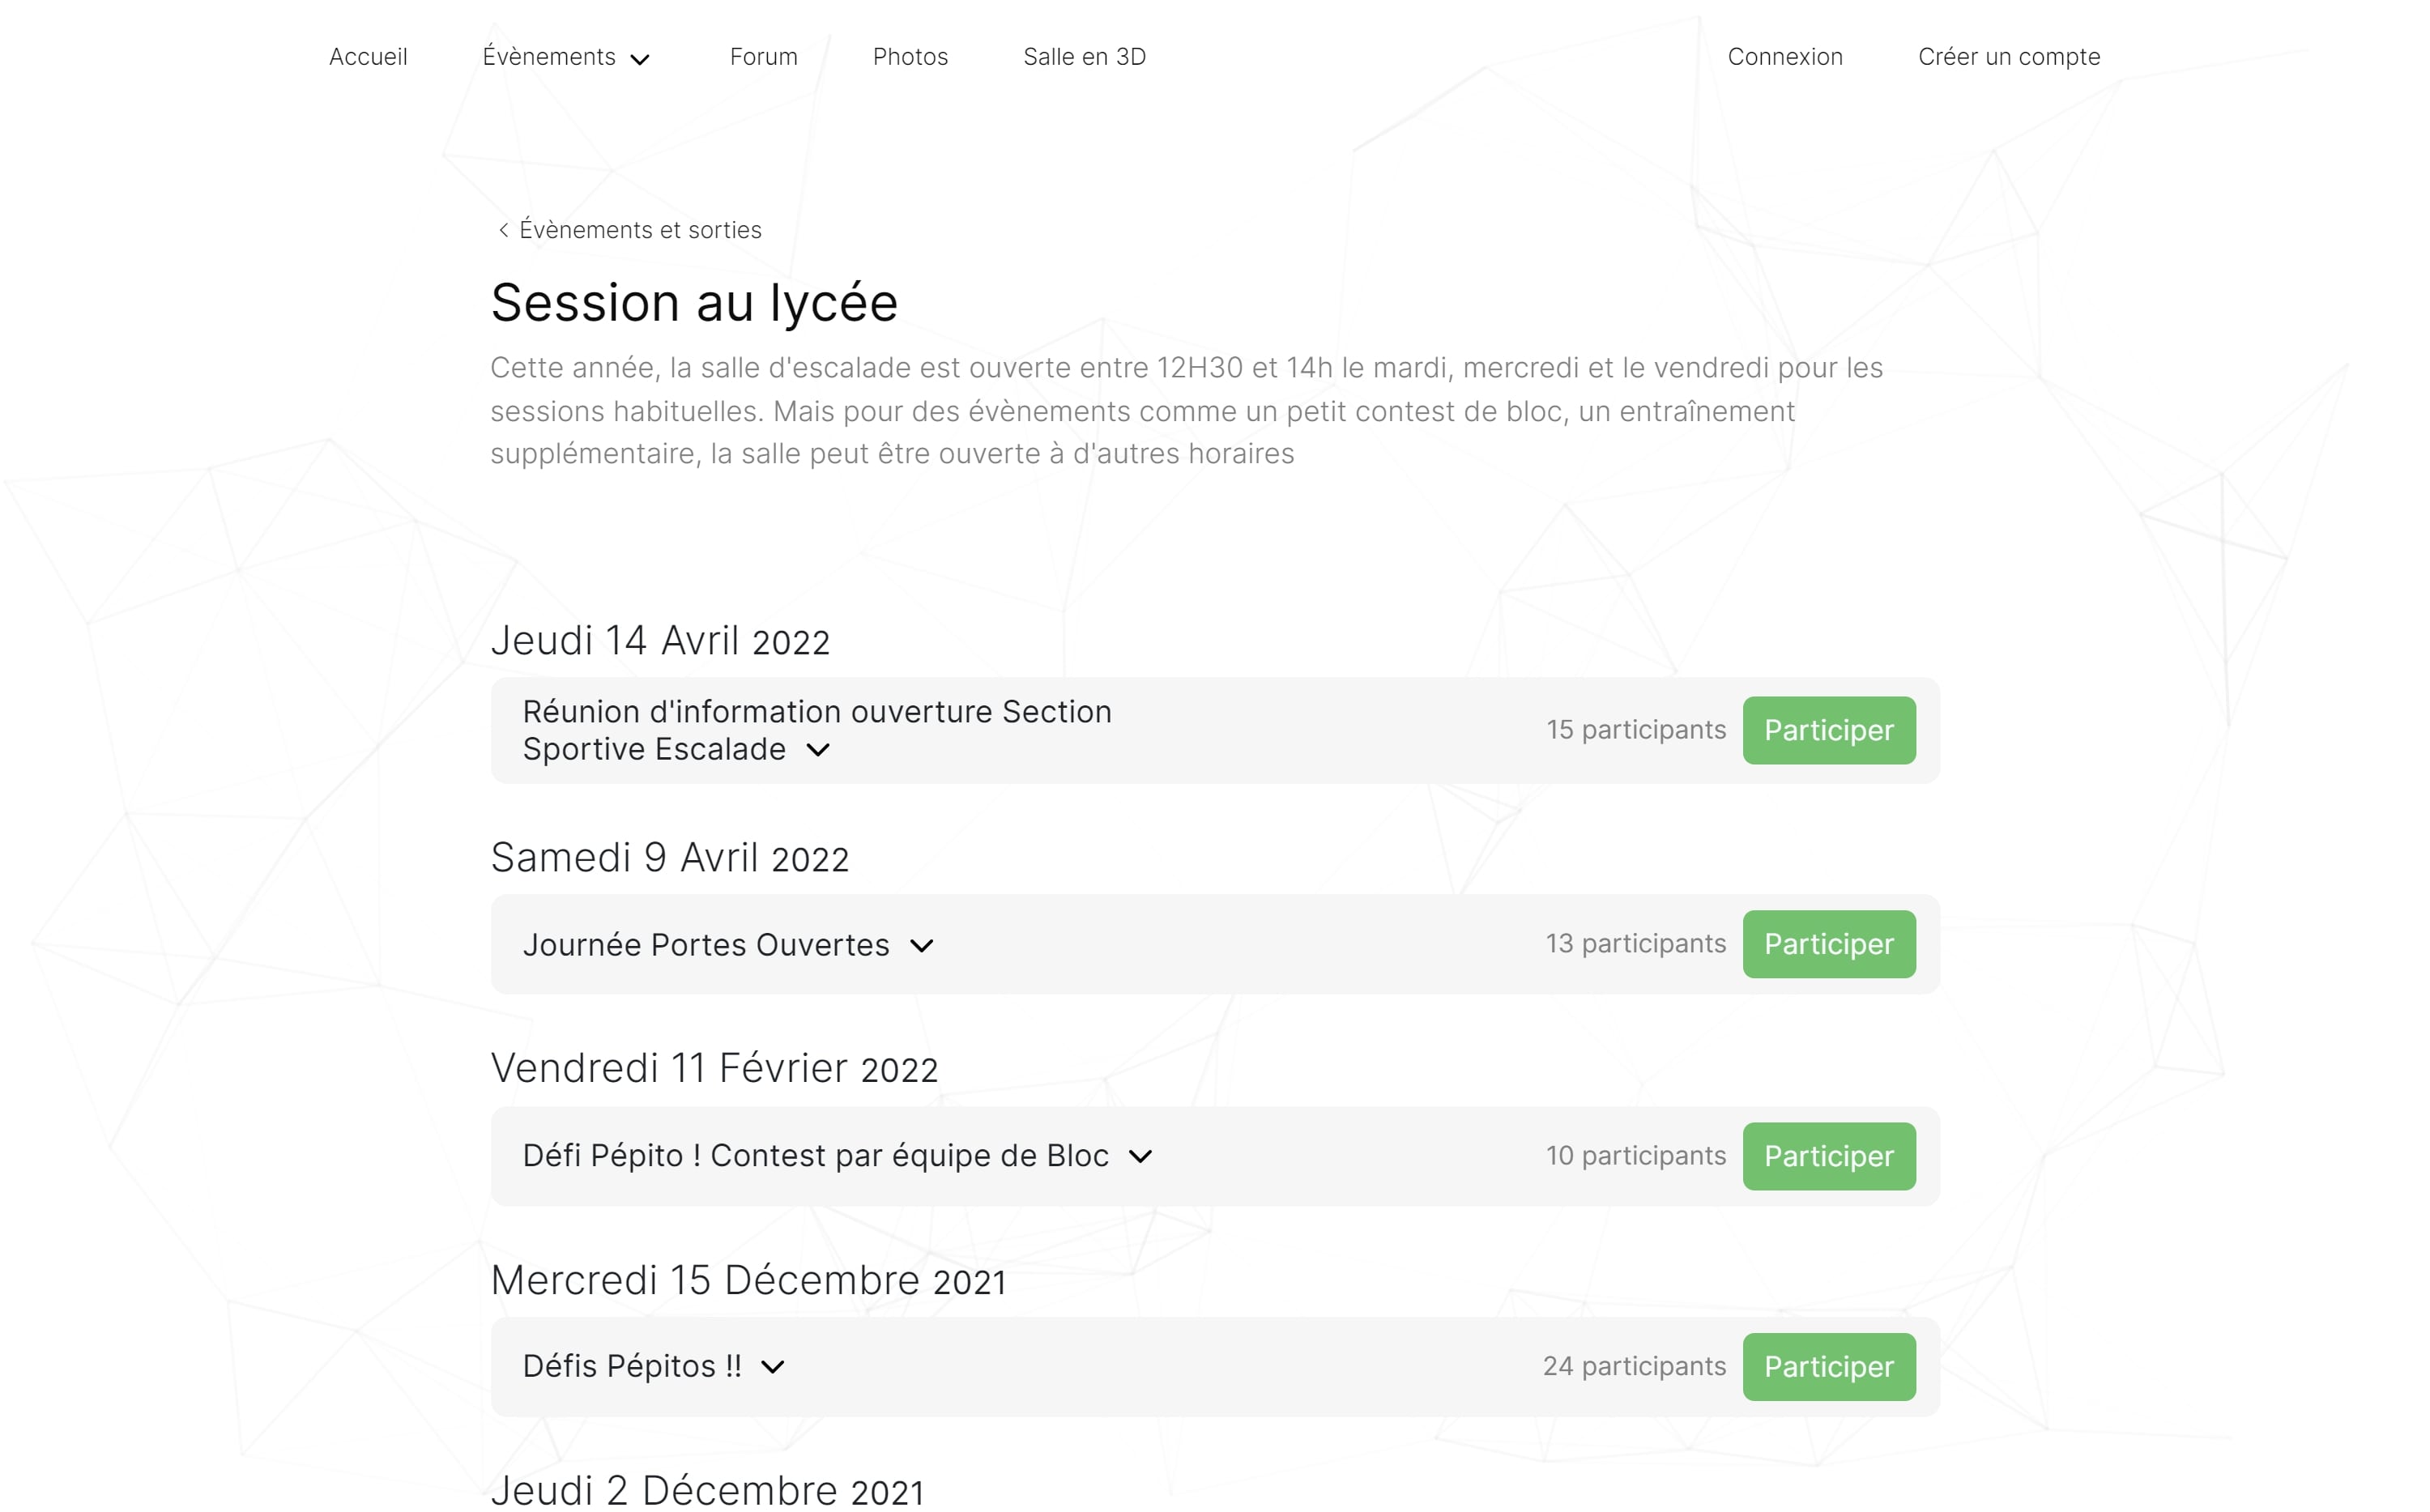 Accueil Évènements Forum Photos Salle en 3D Connexion Créer un compte
Évènements et sorties
Session au lycée
Cette année, la salle d'escalade est ouverte entre 12H30 et 14h le mardi, mercredi et le vendredi pour les
sessions habituelles. Mais pour des évènements comme un petit contest de bloc, un entraînement
supplémentaire, la salle peut être ouverte à d'autres horaires
Jeudi 14 Avril 2022
Réunion d'information ouverture Section
Sportive Escalade
15 participants Participer
Samedi 9 Avril 2022
Journée Portes Ouvertes 13 participants Participer
Vendredi 11 Février 2022
Défi Pépito ! Contest par équipe de Bloc 10 participants Participer
Mercredi 15 Décembre 2021
Défis Pépitos !! 24 participants Participer
Jeudi 2 Décembre 2021